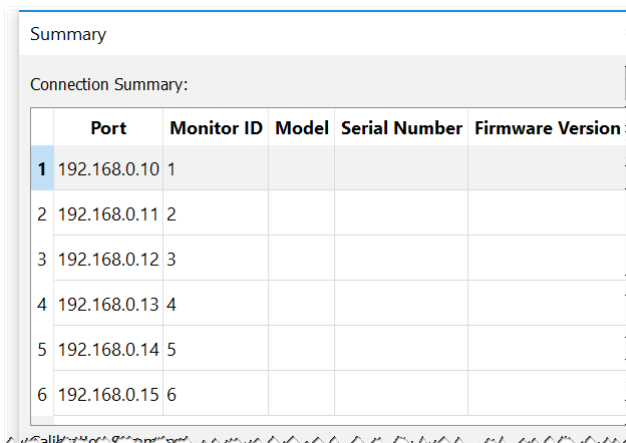 Summary
Connection Summary:
Port Monitor ID Model Serial Number Firmware Version
1 192.168.0.10 1
2 192.168.0.11 2
3 192.168.0.12 3
4 192.168.0.13 4
5 192.168.0.14 5
6 192.168.0.15 6